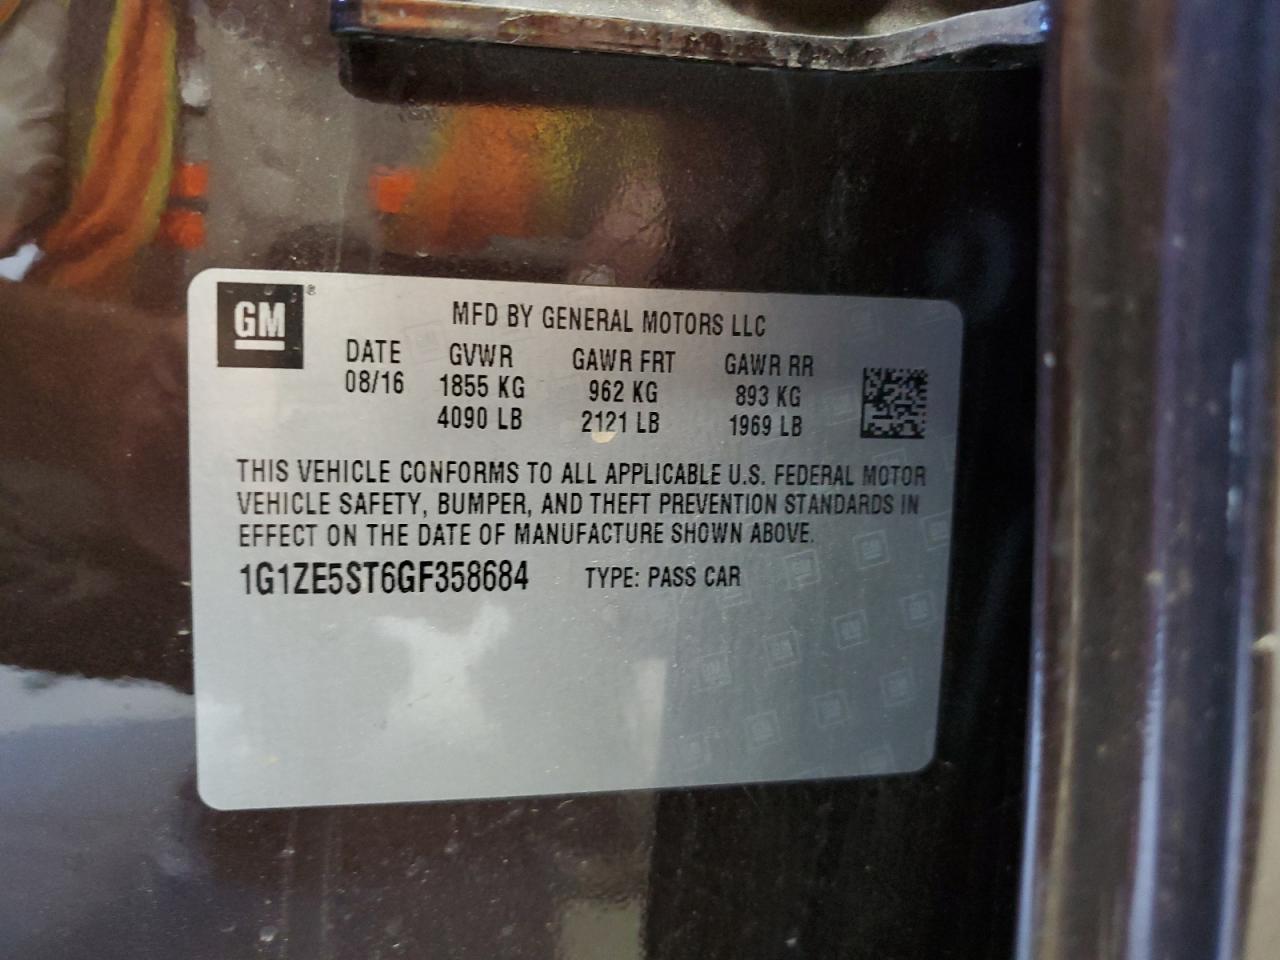 GM®
MFD BY GENERAL MOTORS LLC
DATE GVWR GAWR FRT GAWR RR
08/16 1855 KG 962 KG 893 KG
4090 LB 2121 LB 1969 LB
THIS VEHICLE CONFORMS TO ALL APPLICABLE U.S. FEDERAL MOTOR
VEHICLE SAFETY, BUMPER, AND THEFT PREVENTION STANDARDS IN
EFFECT ON THE DATE OF MANUFACTURE SHOWN ABOVE.
1G1ZE5ST6GF358684 TYPE: PASS CAR